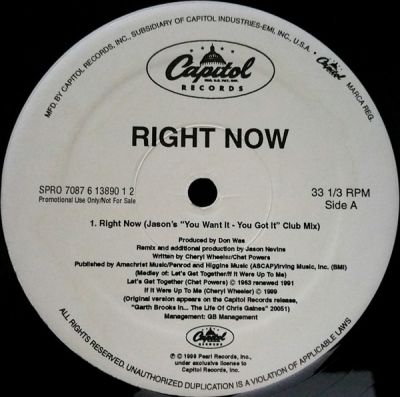 MFD. BY CAPITOL RECORDS, INC., SUBSIDIARY OF CAPITOL INDUSTRIES-EMI, INC., U.S.A. • Capitol MARCA REG.
Capitol
REG. U.S. PAT. OFF.
RECORDS
RIGHT NOW
SPRO 7087 6 13890 1 2
Promotional Use Only/Not For Sale
33 1/3 RPM
Side A
1. Right Now (Jason's "You Want It - You Got It" Club Mix)
Produced by Don Was
Remix and additional production by Jason Nevins
Written by Cheryl Wheeler/Chet Powers
Published by Amachrist Music/Penrod and Higgins Music (ASCAP)/Irving Music, Inc. (BMI)
(Medley of: Let's Get Together/If It Were Up To Me)
Let's Get Together (Chet Powers) © 1963 renewed 1991
If It Were Up To Me (Cheryl Wheeler) © 1999
(Original version appears on the Capitol Records release,
"Garth Brooks In... The Life Of Chris Gaines" 20051)
Management: GB Management
Capitol
RECORDS
℗ © 1999 Pearl Records, Inc.,
under exclusive license to
Capitol Records, Inc.
ALL RIGHTS RESERVED. UNAUTHORIZED DUPLICATION IS A VIOLATION OF APPLICABLE LAWS